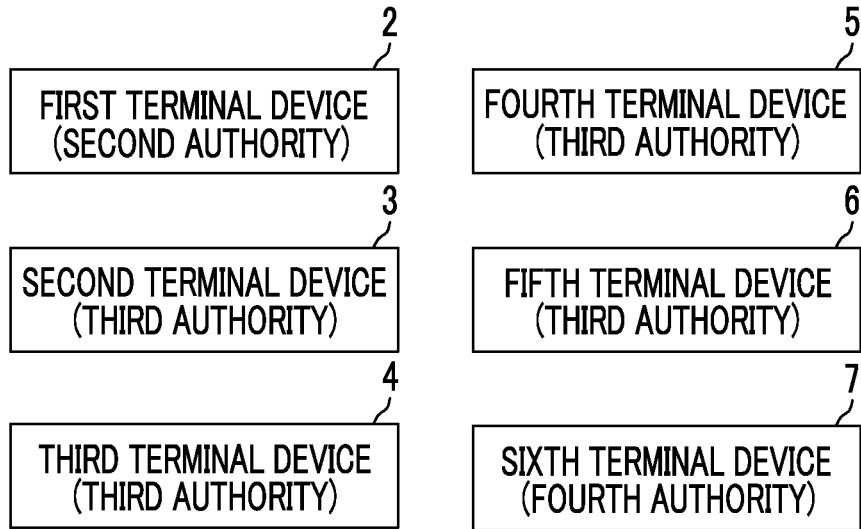 2
FIRST TERMINAL DEVICE
(SECOND AUTHORITY)
3
SECOND TERMINAL DEVICE
(THIRD AUTHORITY)
4
THIRD TERMINAL DEVICE
(THIRD AUTHORITY)
5
FOURTH TERMINAL DEVICE
(THIRD AUTHORITY)
6
FIFTH TERMINAL DEVICE
(THIRD AUTHORITY)
7
SIXTH TERMINAL DEVICE
(FOURTH AUTHORITY)